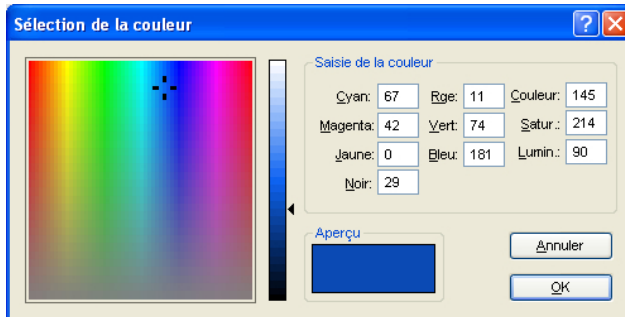 Sélection de la couleur
Saisie de la couleur
Cyan: 67 Rge: 11 Couleur: 145
Magenta: 42 Vert: 74 Satur.: 214
Jaune: 0 Bleu: 181 Lumin.: 90
Noir: 29
Aperçu
Annuler
OK